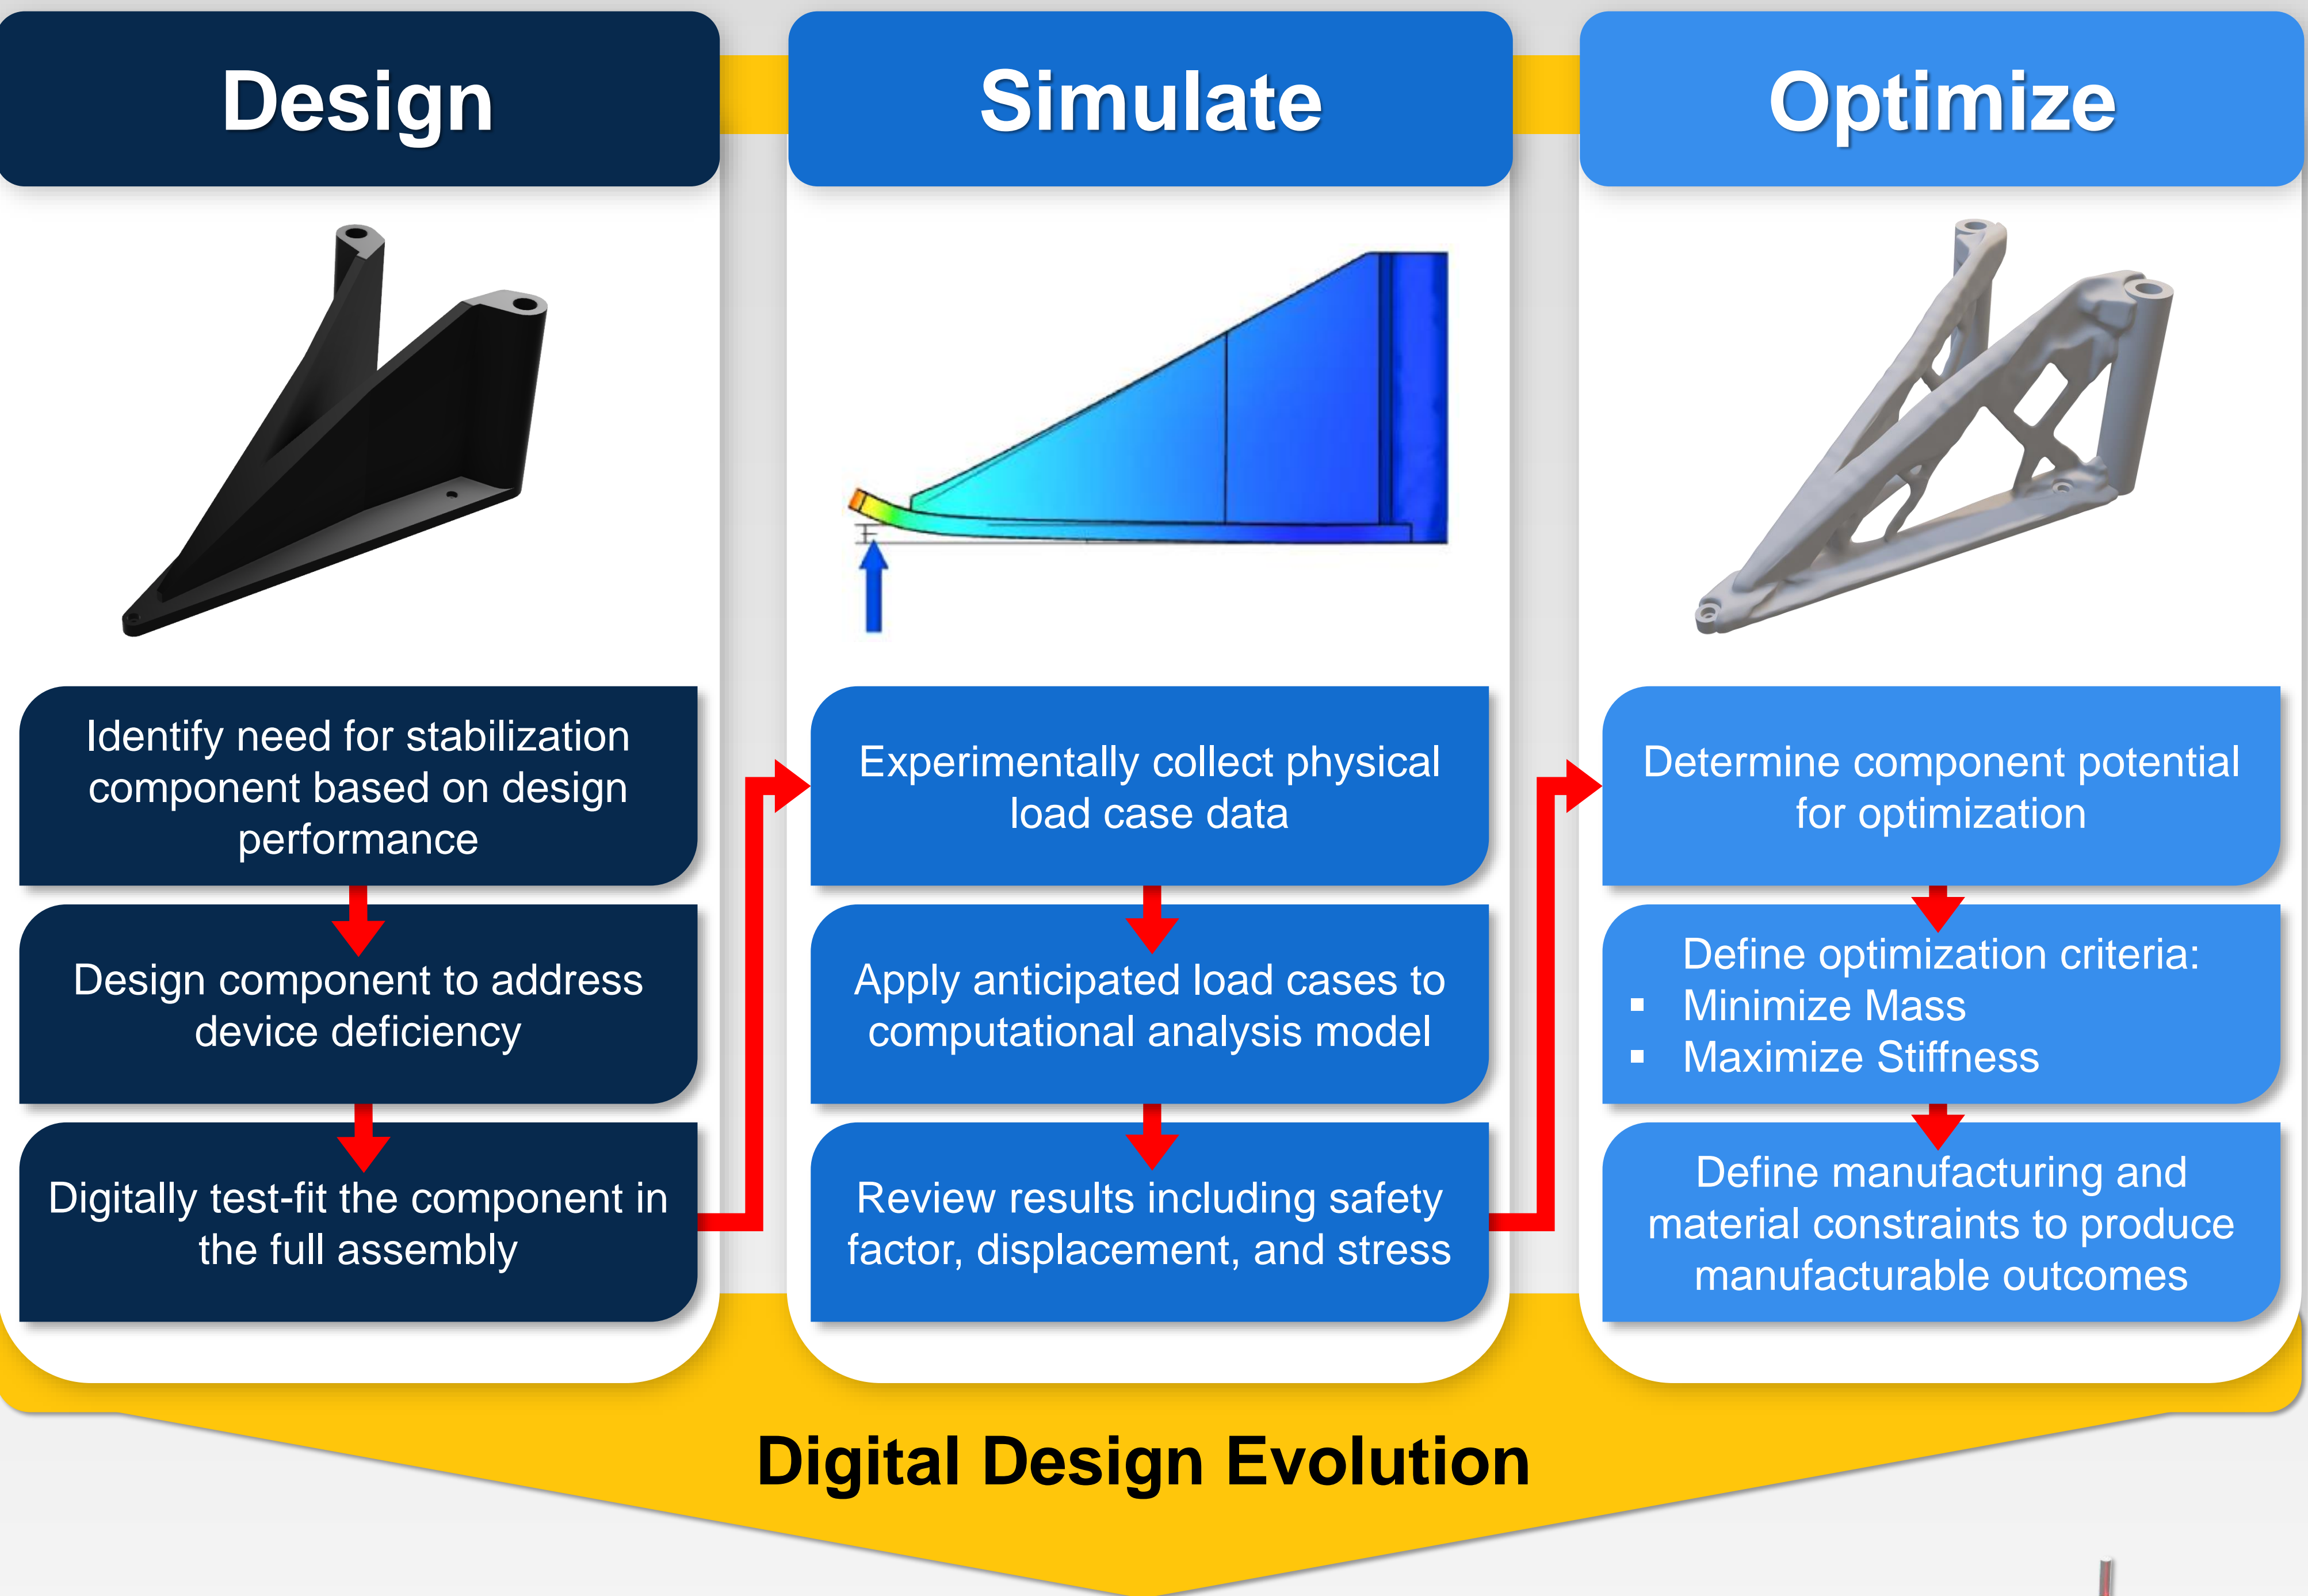 Design
Identify need for stabilization
component based on design
performance
Design component to address
device deficiency
Digitally test-fit the component in
the full assembly
Simulate
Experimentally collect physical
load case data
Apply anticipated load cases to
computational analysis model
Review results including safety
factor, displacement, and stress
Optimize
Determine component potential
for optimization
Define optimization criteria:
▪ Minimize Mass
▪ Maximize Stiffness
Define manufacturing and
material constraints to produce
manufacturable outcomes
Digital Design Evolution